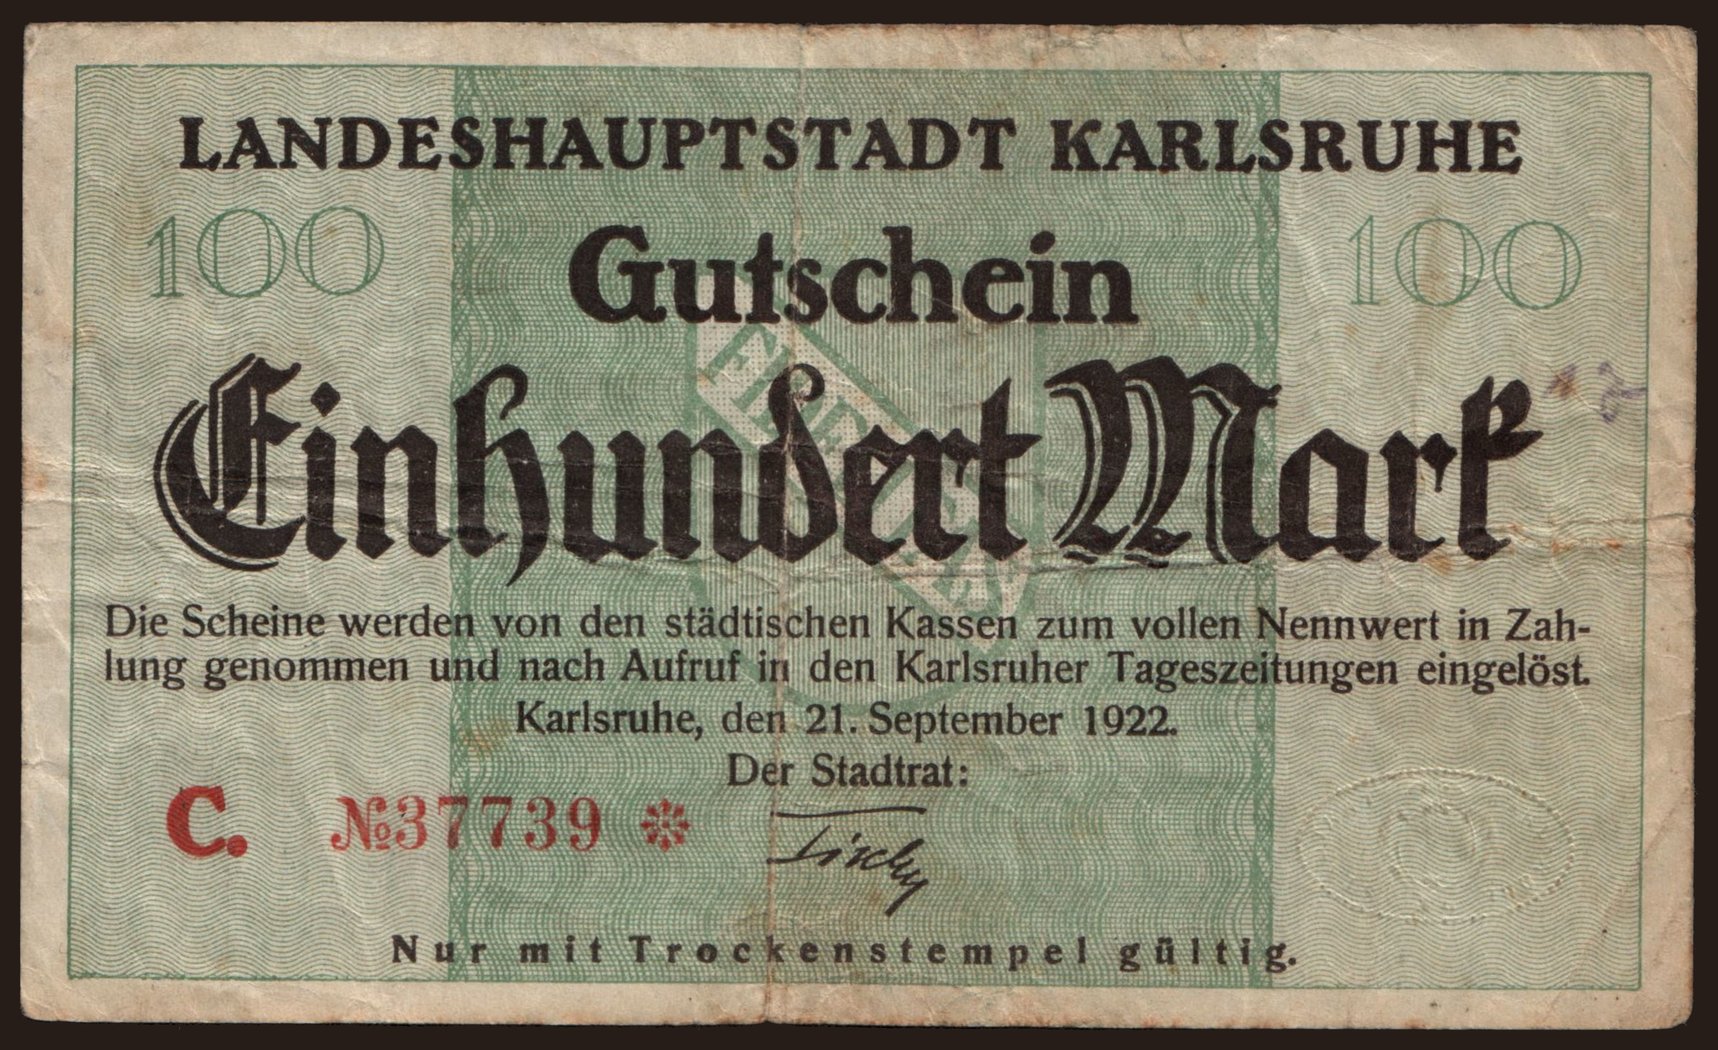 LANDESHAUPTSTADT KARLSRUHE
100 100
Gutschein
Einhundert Mark
Die Scheine werden von den städtischen Kassen zum vollen Nennwert in Zah-
lung genommen und nach Aufruf in den Karlsruher Tageszeitungen eingelöst.
Karlsruhe, den 21. September 1922.
Der Stadtrat:
C. №37739 *
Nur mit Trockenstempel gültig.